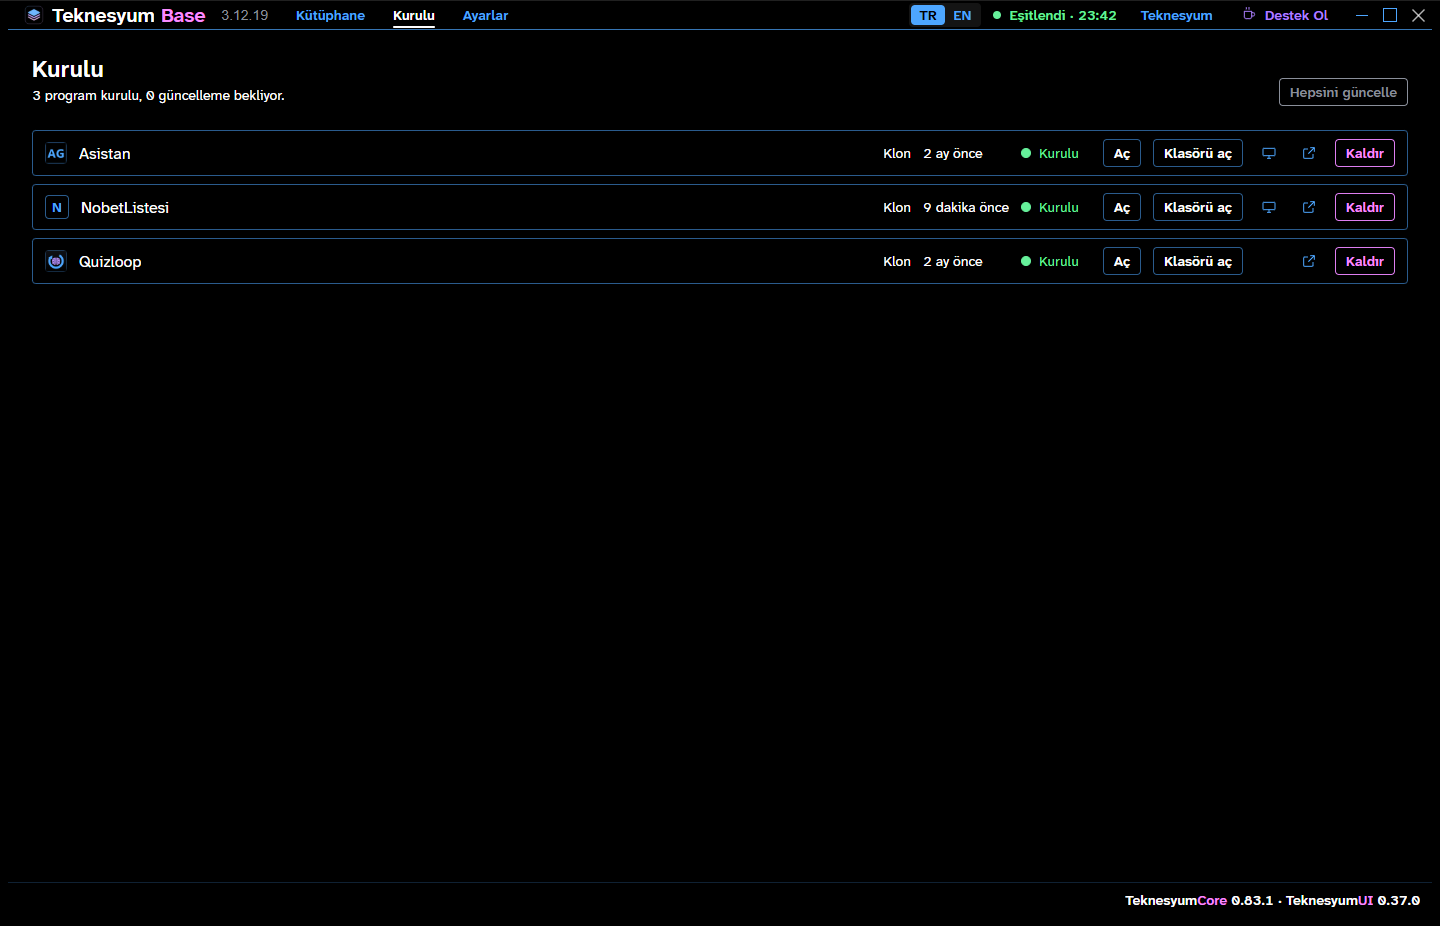 Teknesyum Base 3.12.19 Kütüphane Kurulu Ayarlar TR EN Eşitlendi · 23:42 Teknesyum Destek Ol
Kurulu
3 program kurulu, 0 güncelleme bekliyor.
Hepsini güncelle
AG Asistan Klon 2 ay önce Kurulu Aç Klasörü aç Kaldır
N NobetListesi Klon 9 dakika önce Kurulu Aç Klasörü aç Kaldır
Quizloop Klon 2 ay önce Kurulu Aç Klasörü aç Kaldır
TeknesyumCore 0.83.1 · TeknesyumUI 0.37.0